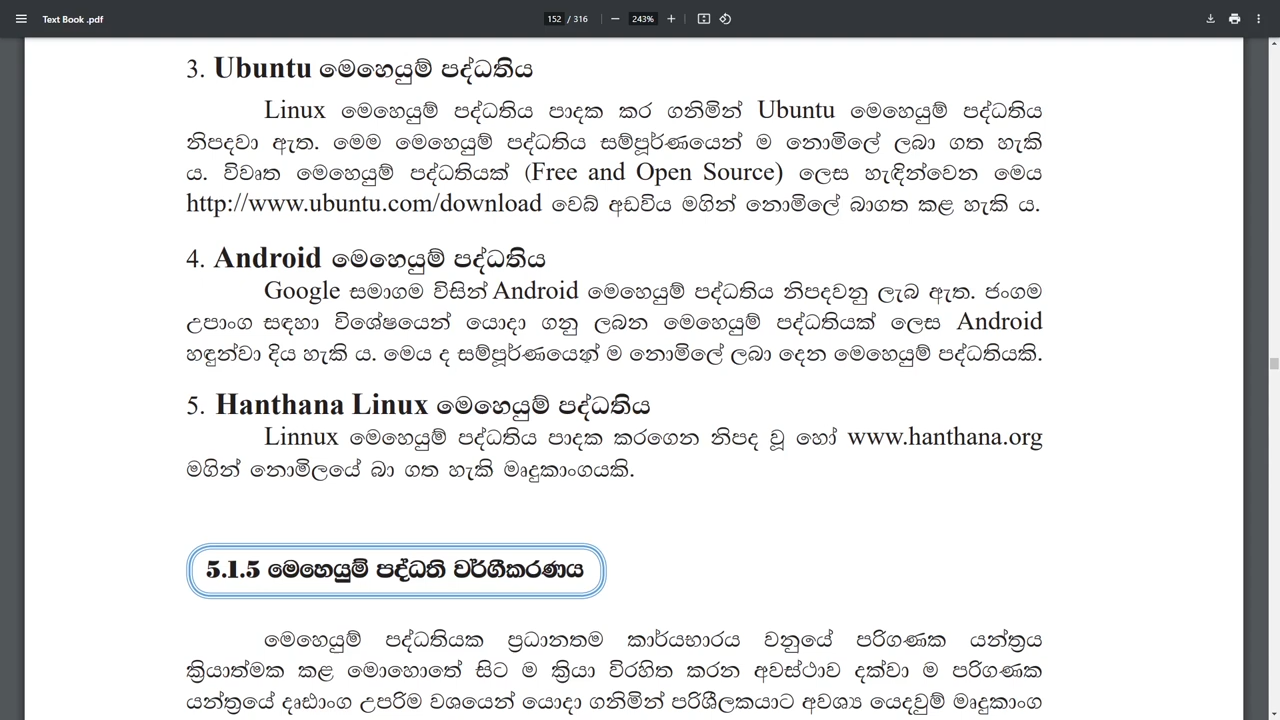 Text Book .pdf
152 / 316
243%
3. Ubuntu මෙහෙයුම් පද්ධතිය
Linux මෙහෙයුම් පද්ධතිය පාදක කර ගනිමින් Ubuntu මෙහෙයුම් පද්ධතිය
නිපදවා ඇත. මෙම මෙහෙයුම් පද්ධතිය සම්පූර්ණයෙන් ම නොමිලේ ලබා ගත හැකි
ය. විවෘත මෙහෙයුම් පද්ධතියක් (Free and Open Source) ලෙස හැඳින්වෙන මෙය
http://www.ubuntu.com/download වෙබ් අඩවිය මගින් නොමිලේ බාගත කළ හැකි ය.
4. Android මෙහෙයුම් පද්ධතිය
Google සමාගම විසින් Android මෙහෙයුම් පද්ධතිය නිපදවනු ලැබ ඇත. ජංගම
උපාංග සඳහා විශේෂයෙන් යොදා ගනු ලබන මෙහෙයුම් පද්ධතියක් ලෙස Android
හඳුන්වා දිය හැකි ය. මෙය ද සම්පූර්ණයෙන් ම නොමිලේ ලබා දෙන මෙහෙයුම් පද්ධතියකි.
5. Hanthana Linux මෙහෙයුම් පද්ධතිය
Linnux මෙහෙයුම් පද්ධතිය පාදක කරගෙන නිපද වූ හෝ www.hanthana.org
මගින් නොමිලයේ බා ගත හැකි මෘදුකාංගයකි.
5.1.5 මෙහෙයුම් පද්ධති වර්ගීකරණය
මෙහෙයුම් පද්ධතියක ප්‍රධානතම කාර්යභාරය වනුයේ පරිගණක යන්ත්‍රය
ක්‍රියාත්මක කළ මොහොතේ සිට ම ක්‍රියා විරහිත කරන අවස්ථාව දක්වා ම පරිගණක
යන්ත්‍රයේ දෘඪාංග උපරිම වශයෙන් යොදා ගනිමින් පරිශීලකයාට අවශ්‍ය යෙදවුම් මෘදුකාංග